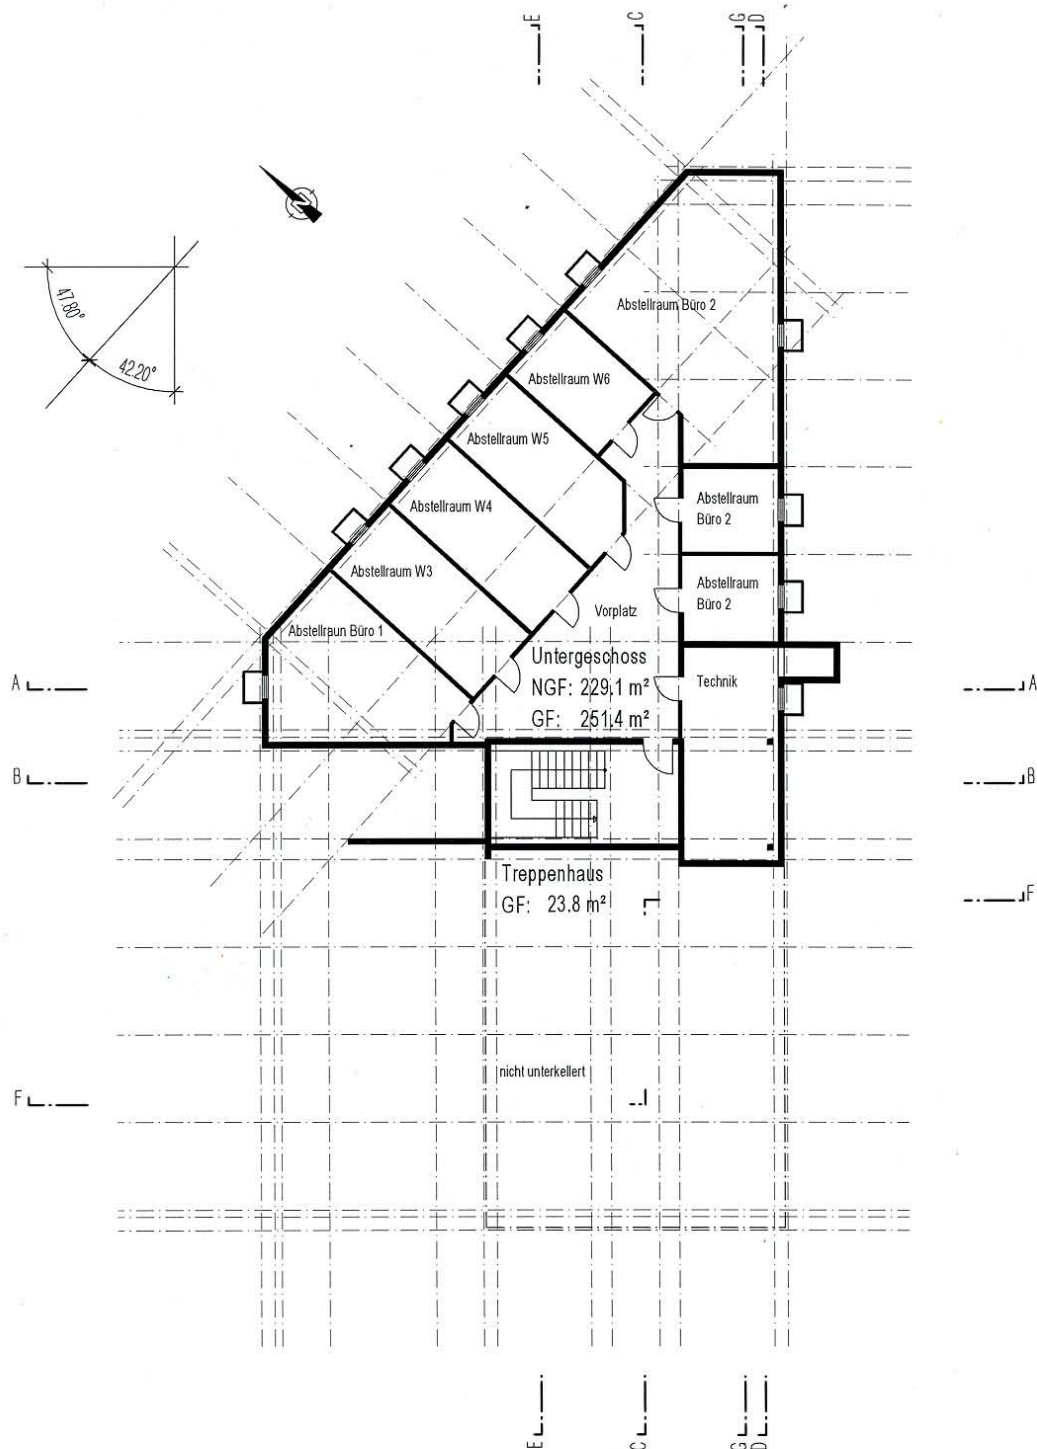 E
C
G
D
N
47.80°
42.20°
Abstellraum Büro 2
Abstellraum W6
Abstellraum W5
Abstellraum
Büro 2
Abstellraum W4
Abstellraum W3
Abstellraum
Büro 2
Vorplatz
Abstellraun Büro 1
Untergeschoss
NGF: 229.1 m²
GF: 251.4 m²
Technik
A
A
B
B
Treppenhaus
GF: 23.8 m²
F
nicht unterkellert
F
E
C
G
D